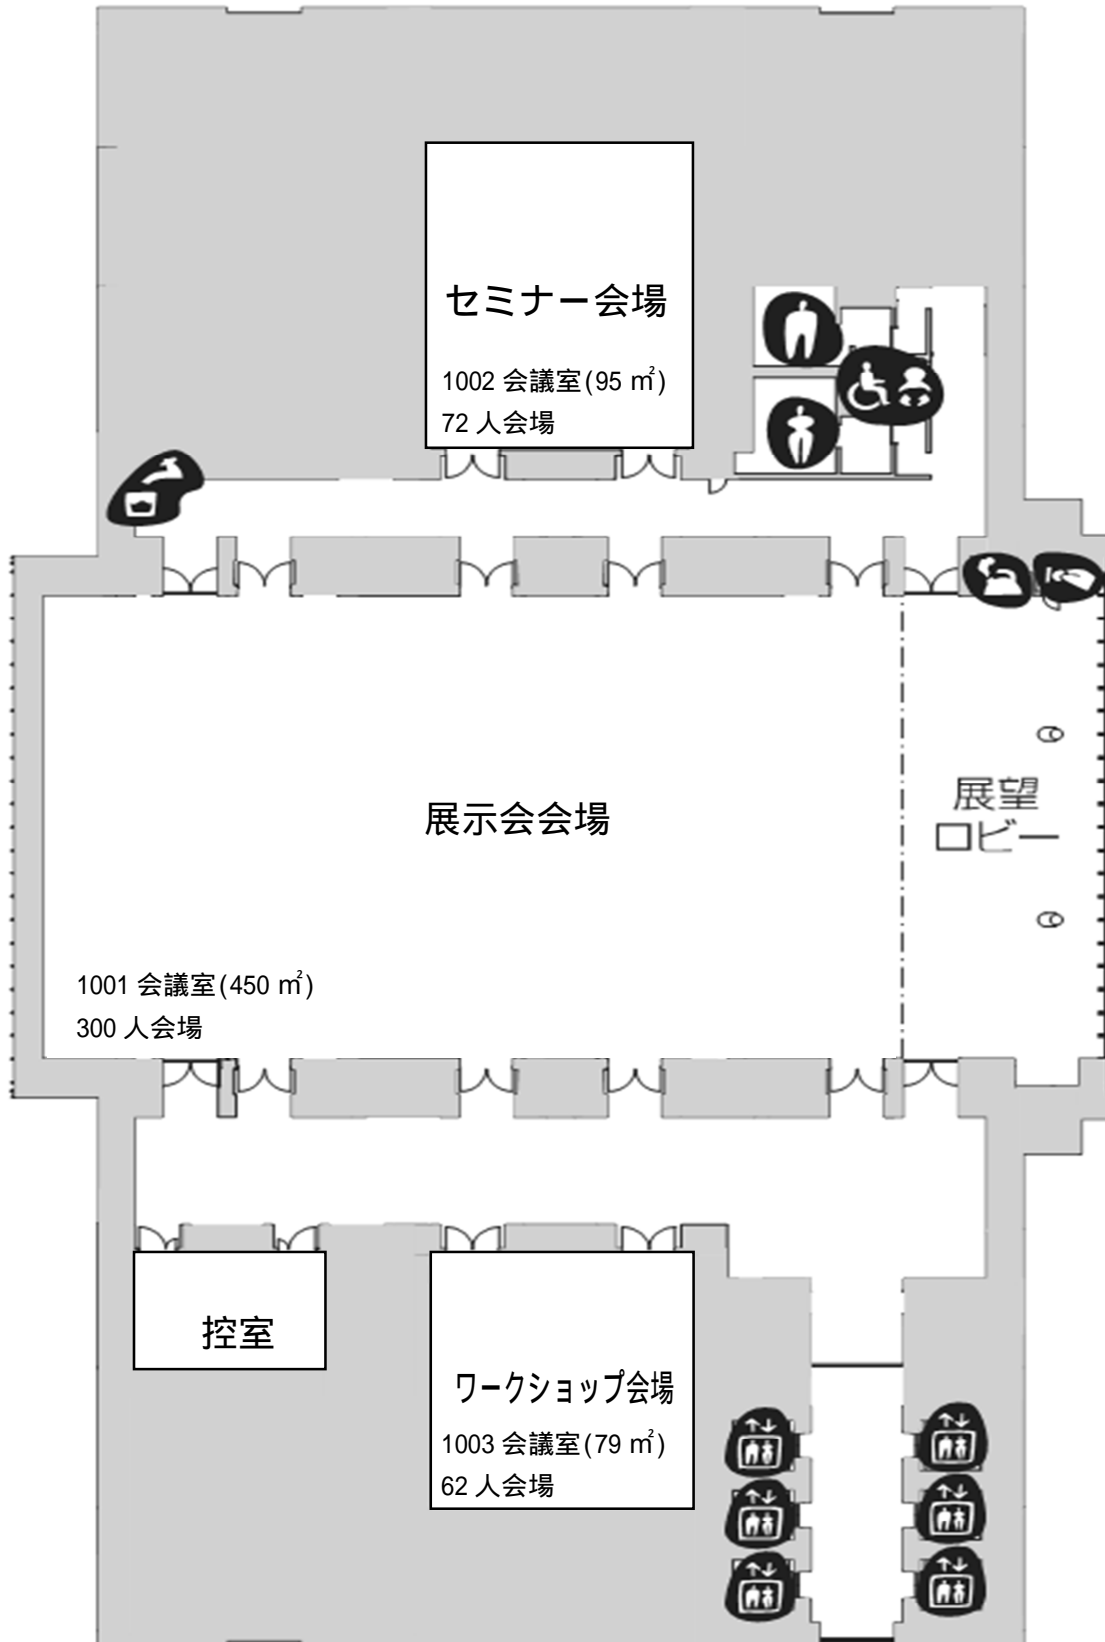 セミナー会場
1002 会議室(95 ㎡)
72 人会場
展示会会場
展望
ロビー
1001 会議室(450 ㎡)
300 人会場
控室
ワークショップ会場
1003 会議室(79 ㎡)
62 人会場